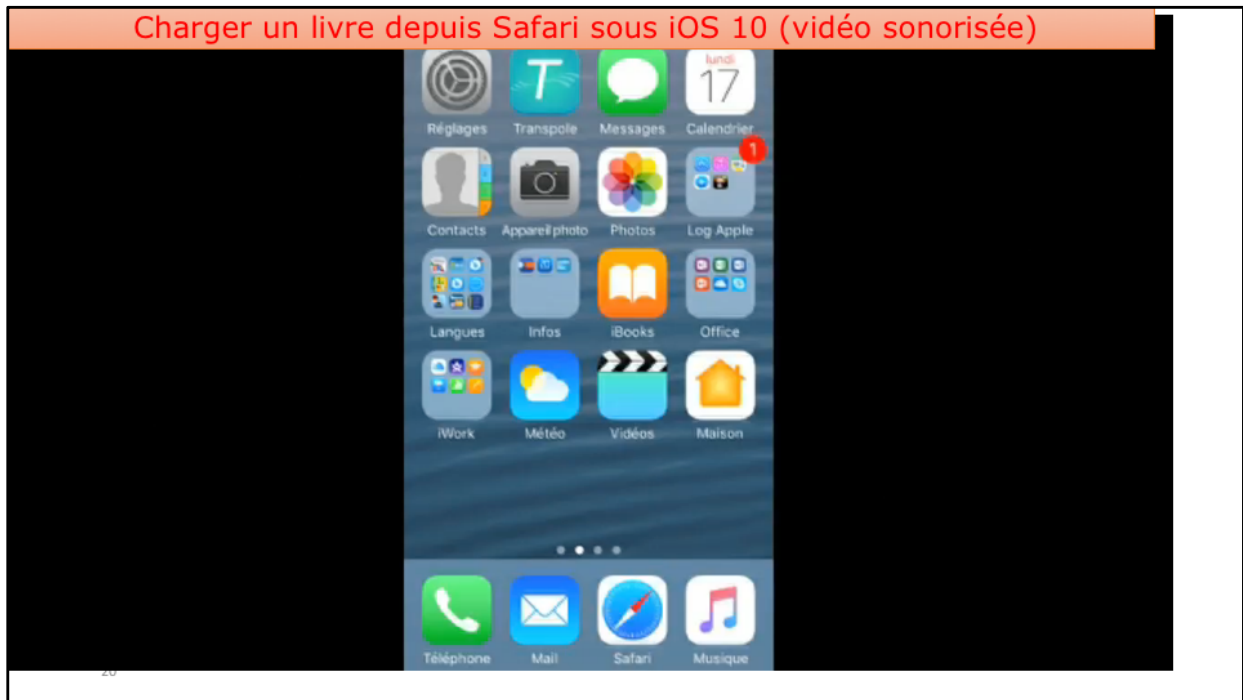 Charger un livre depuis Safari sous iOS 10 (vidéo sonorisée)
lundi
17
Réglages Transpole Messages Calendrier
1
Contacts Appareil photo Photos Log Apple
Langues Infos iBooks Office
iWork Météo Vidéos Maison
Téléphone Mail Safari Musique